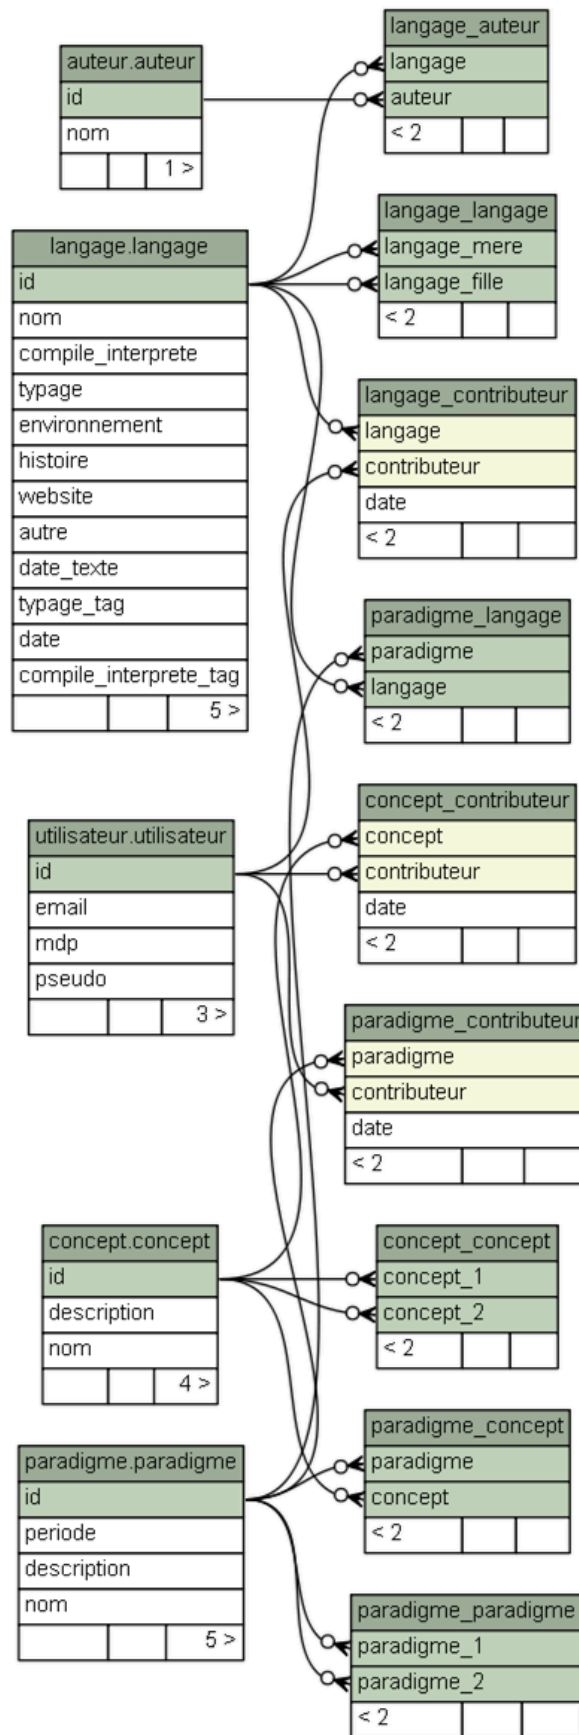 auteur.auteur
id
nom
1 >
langage.langage
id
nom
compile_interprete
typage
environnement
histoire
website
autre
date_texte
typage_tag
date
compile_interprete_tag
5 >
utilisateur.utilisateur
id
email
mdp
pseudo
3 >
concept.concept
id
description
nom
4 >
paradigme.paradigme
id
periode
description
nom
5 >
langage_auteur
langage
auteur
< 2
langage_langage
langage_mere
langage_fille
< 2
langage_contributeur
langage
contributeur
date
< 2
paradigme_langage
paradigme
langage
< 2
concept_contributeur
concept
contributeur
date
< 2
paradigme_contributeur
paradigme
contributeur
date
< 2
concept_concept
concept_1
concept_2
< 2
paradigme_concept
paradigme
concept
< 2
paradigme_paradigme
paradigme_1
paradigme_2
< 2